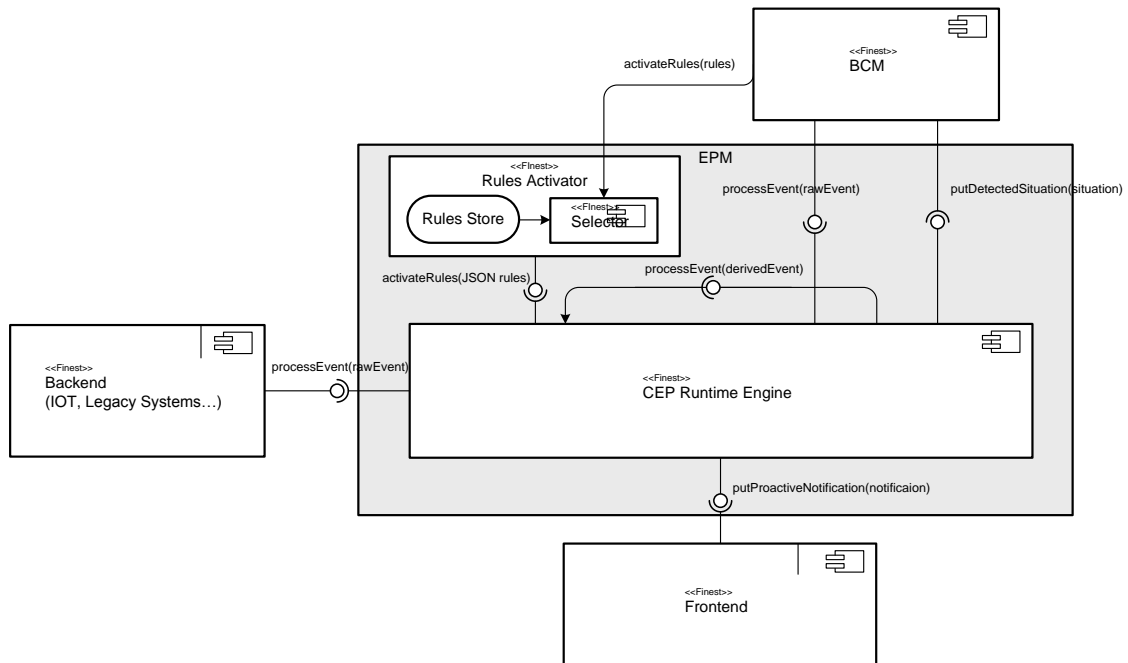 <<Finest>>
BCM
activateRules(rules)
EPM
<<FInest>>
Rules Activator
processEvent(rawEvent)
putDetectedSituation(situation)
<<FInest>>
Rules Store
Selector
processEvent(derivedEvent)
activateRules(JSON rules)
<<Finest>>
Backend
(IOT, Legacy Systems…)
processEvent(rawEvent)
<<Finest>>
CEP Runtime Engine
putProactiveNotification(notificaion)
<<Finest>>
Frontend